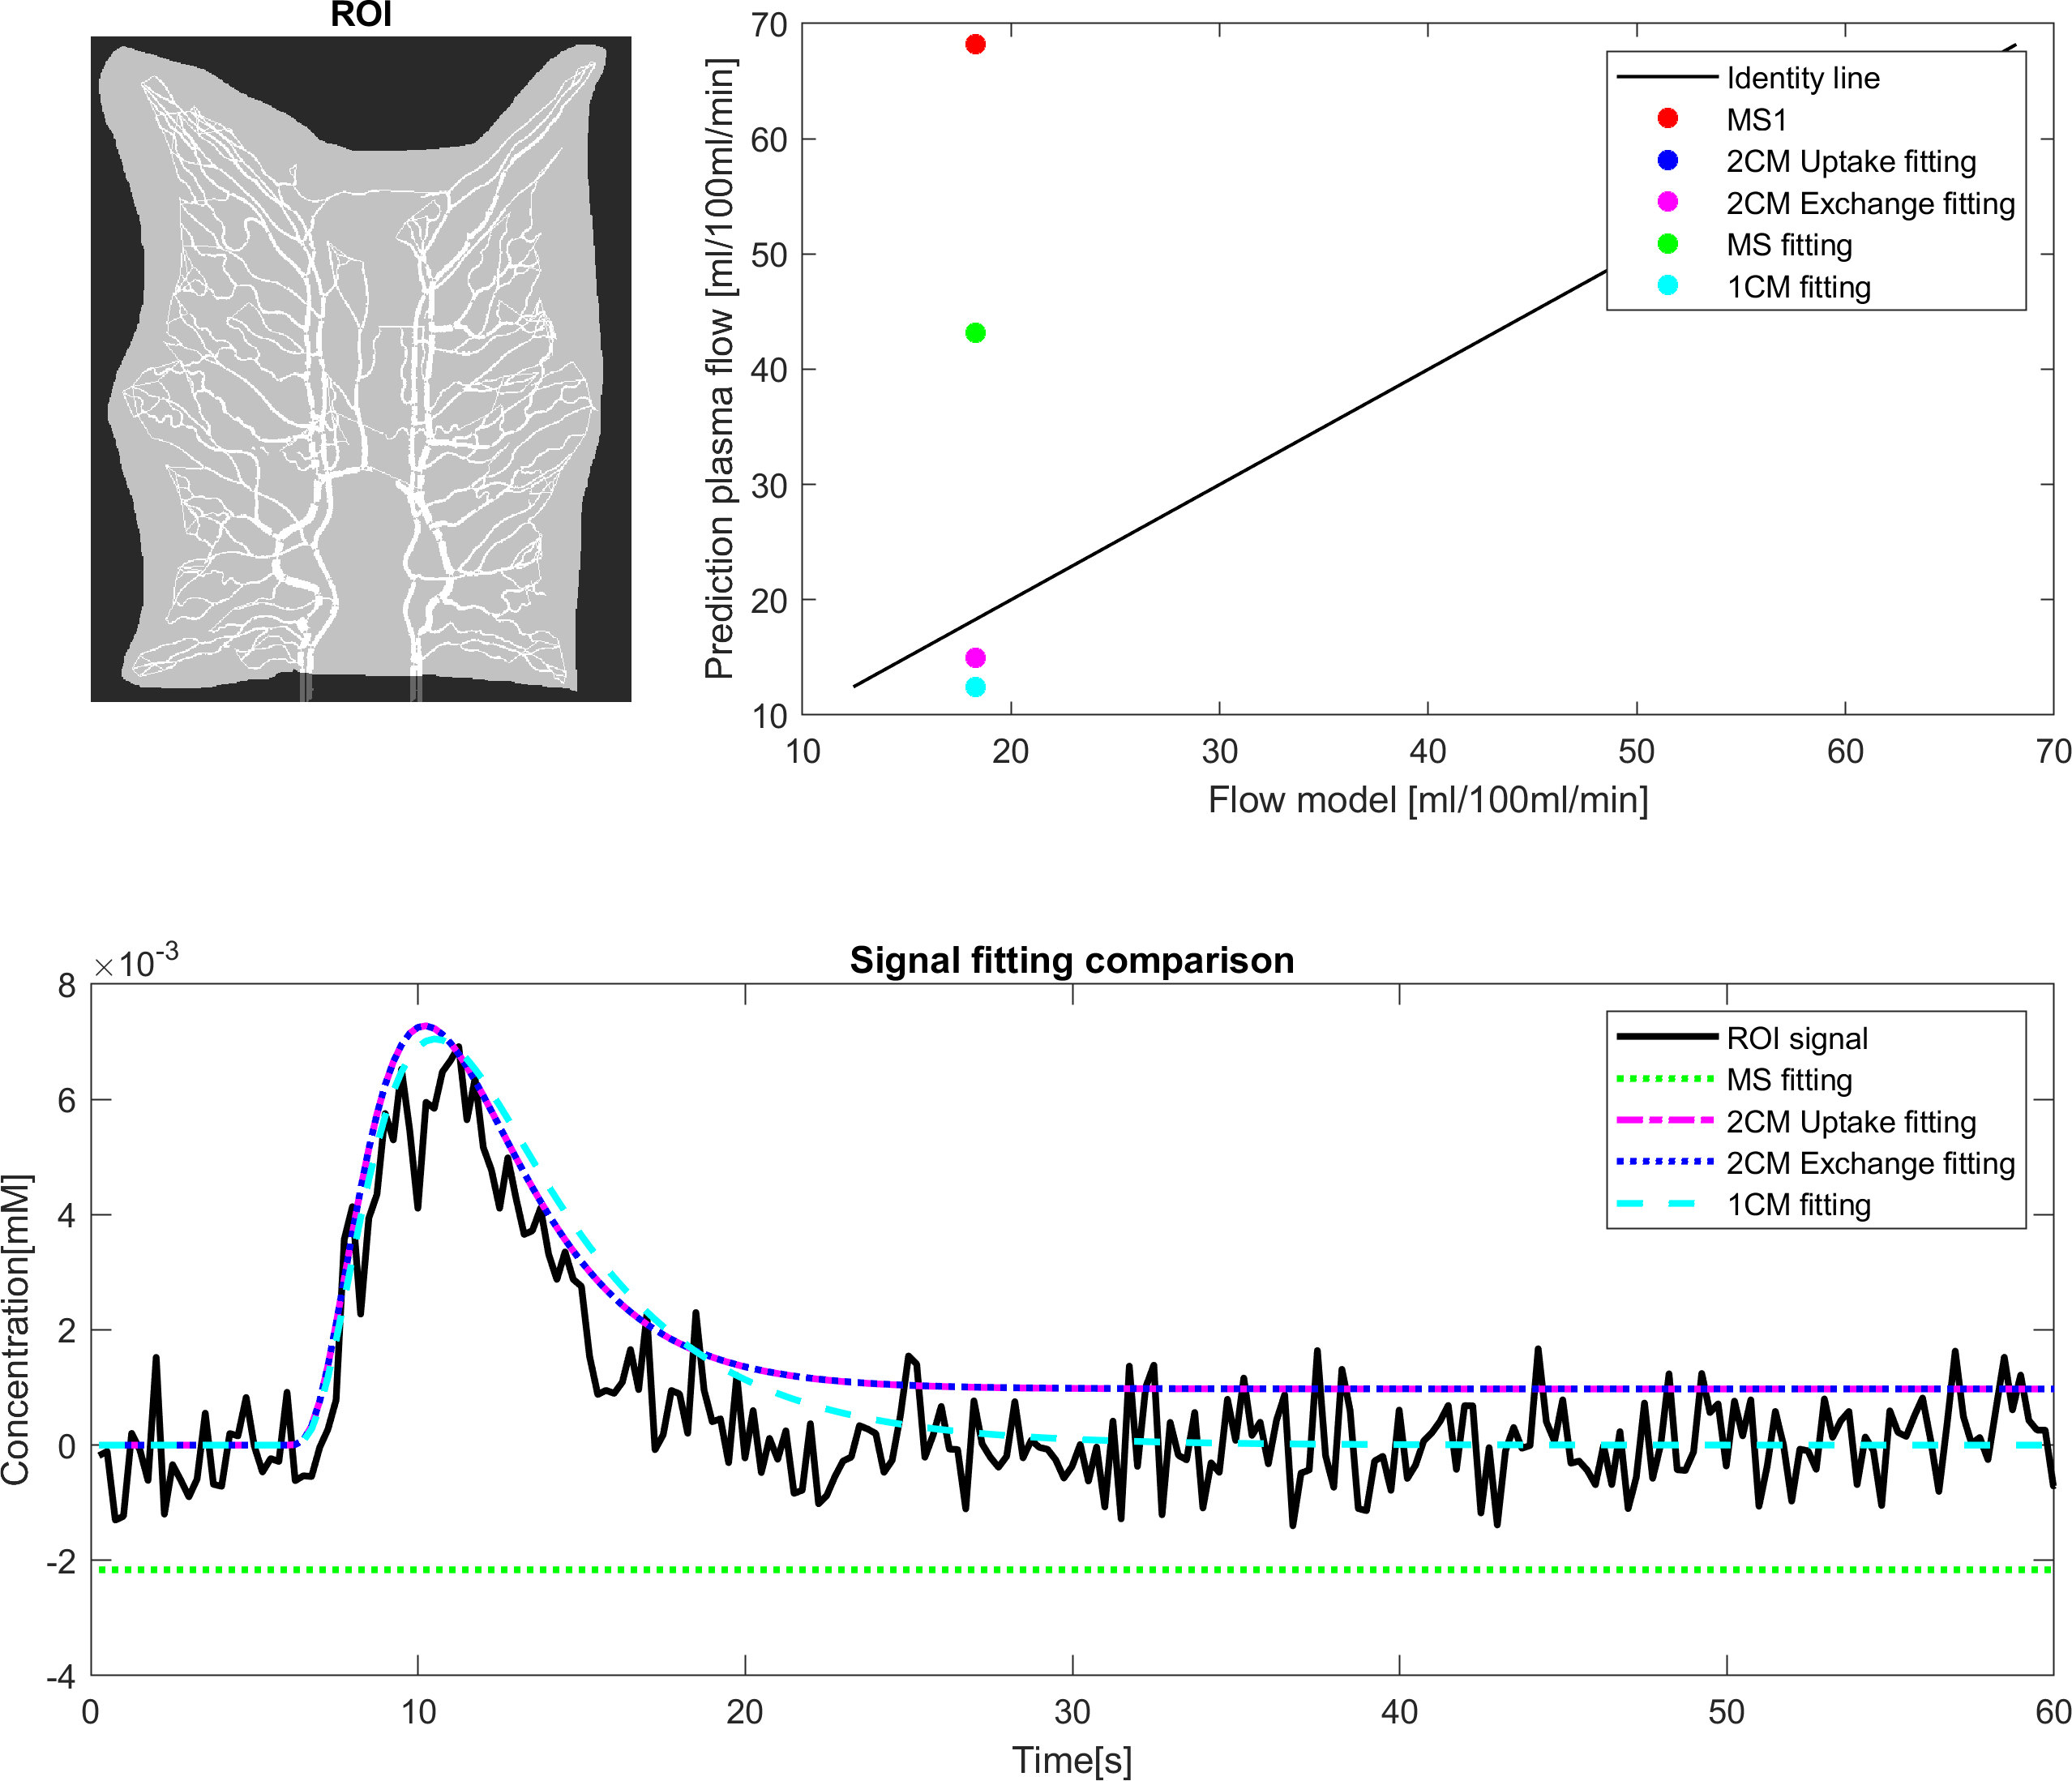 ROI
Prediction plasma flow [ml/100ml/min]
70
60
50
40
30
20
10
10 20 30 40 50 60 70
Flow model [ml/100ml/min]
Identity line
MS1
2CM Uptake fitting
2CM Exchange fitting
MS fitting
1CM fitting
Signal fitting comparison
×10-3
Concentration[mM]
8
6
4
2
0
-2
-4
0 10 20 30 40 50 60
Time[s]
ROI signal
MS fitting
2CM Uptake fitting
2CM Exchange fitting
1CM fitting